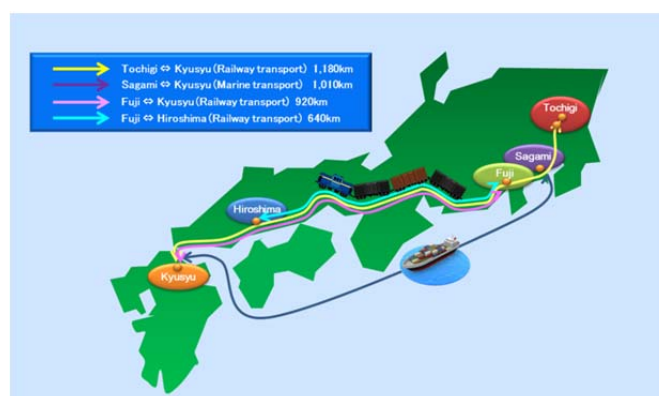 Tochigi ⇔ Kyusyu (Railway transport) 1,180km
Sagami ⇔ Kyusyu (Marine transport) 1,010km
Fuji ⇔ Kyusyu (Railway transport) 920km
Fuji ⇔ Hiroshima (Railway transport) 640km
Tochigi
Sagami
Fuji
Hiroshima
Kyusyu